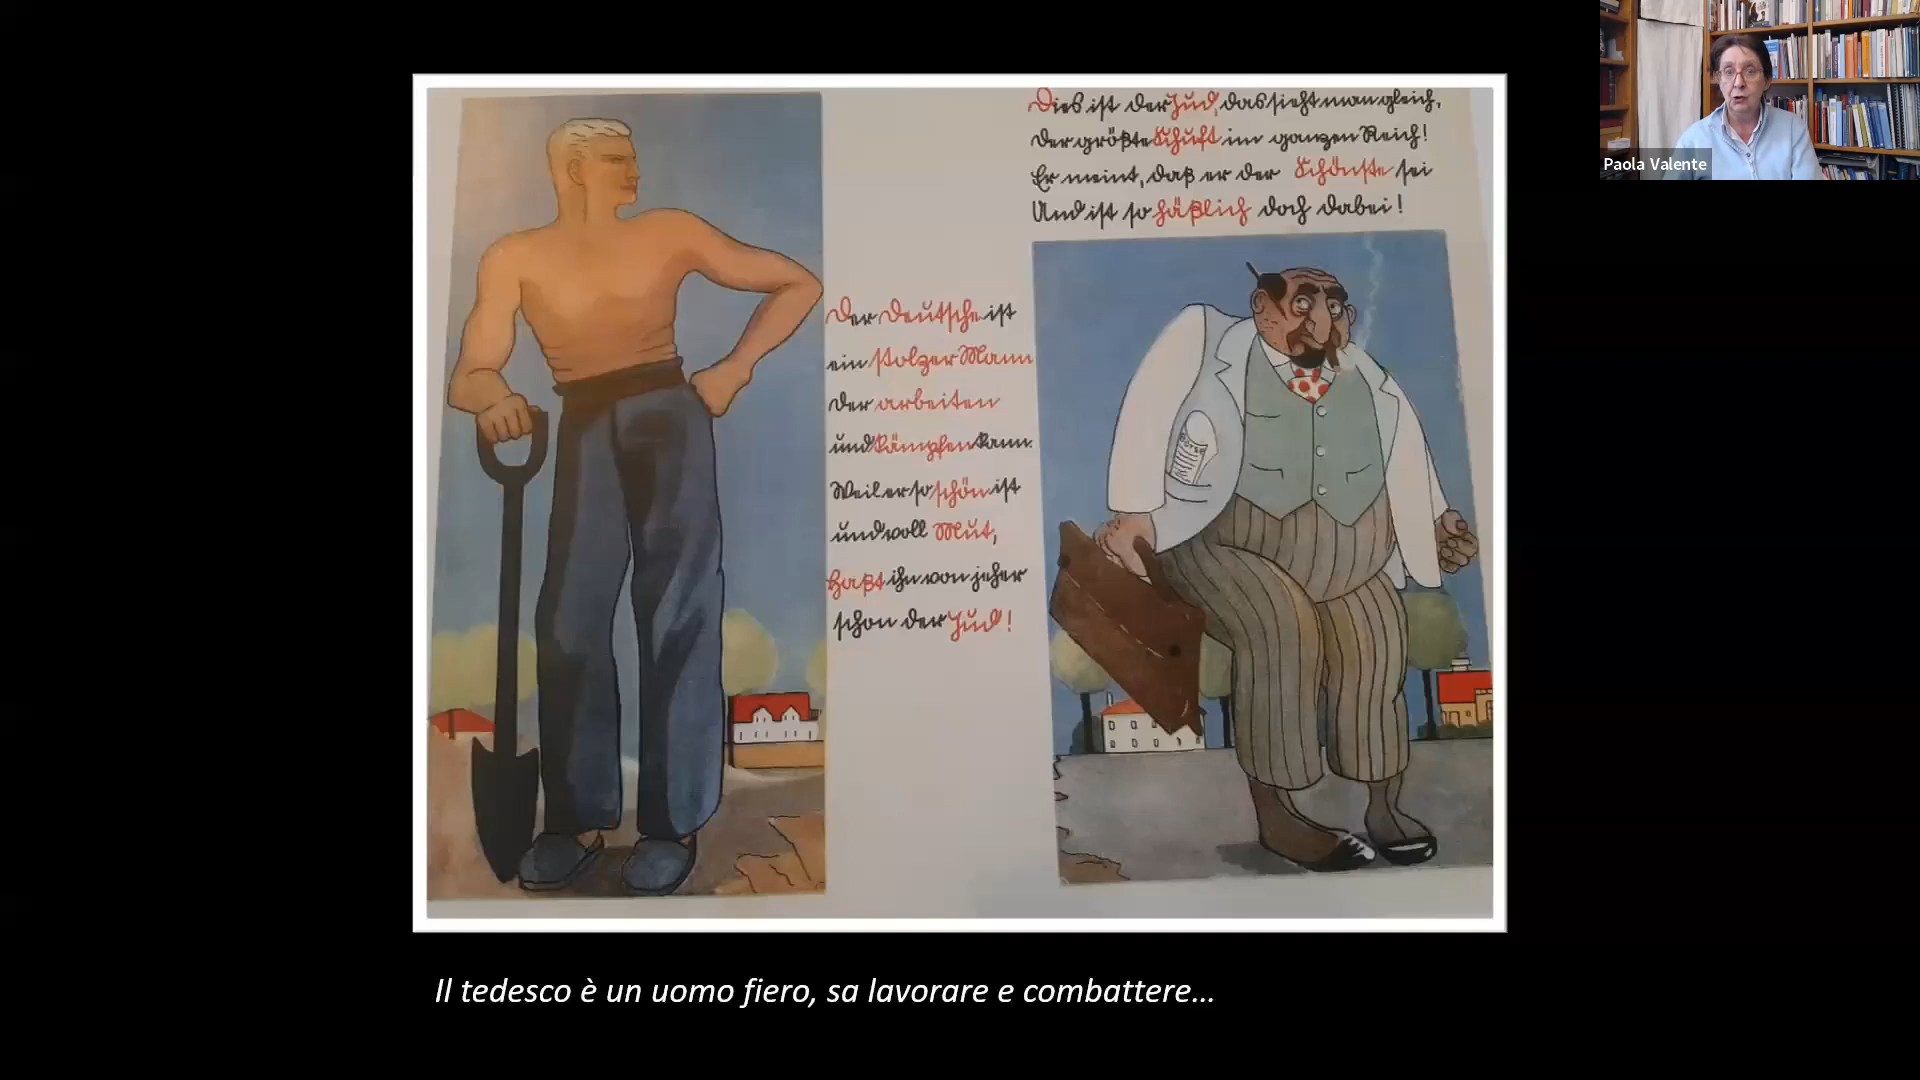 Der Deutsche ist
ein stolzer Mann
der arbeiten
und kämpfen kann.
Weil er so schön ist
und voll Mut,
Haßt ihn von jeher
schon der Jud!
Dies ist der Jud, das sieht man gleich,
Der größte Schuft im ganzen Reich!
Er meint, daß er der Schönste sei
Und ist so häßlich doch dabei!
BÖRSE
Il tedesco è un uomo fiero, sa lavorare e combattere...
Paola Valente